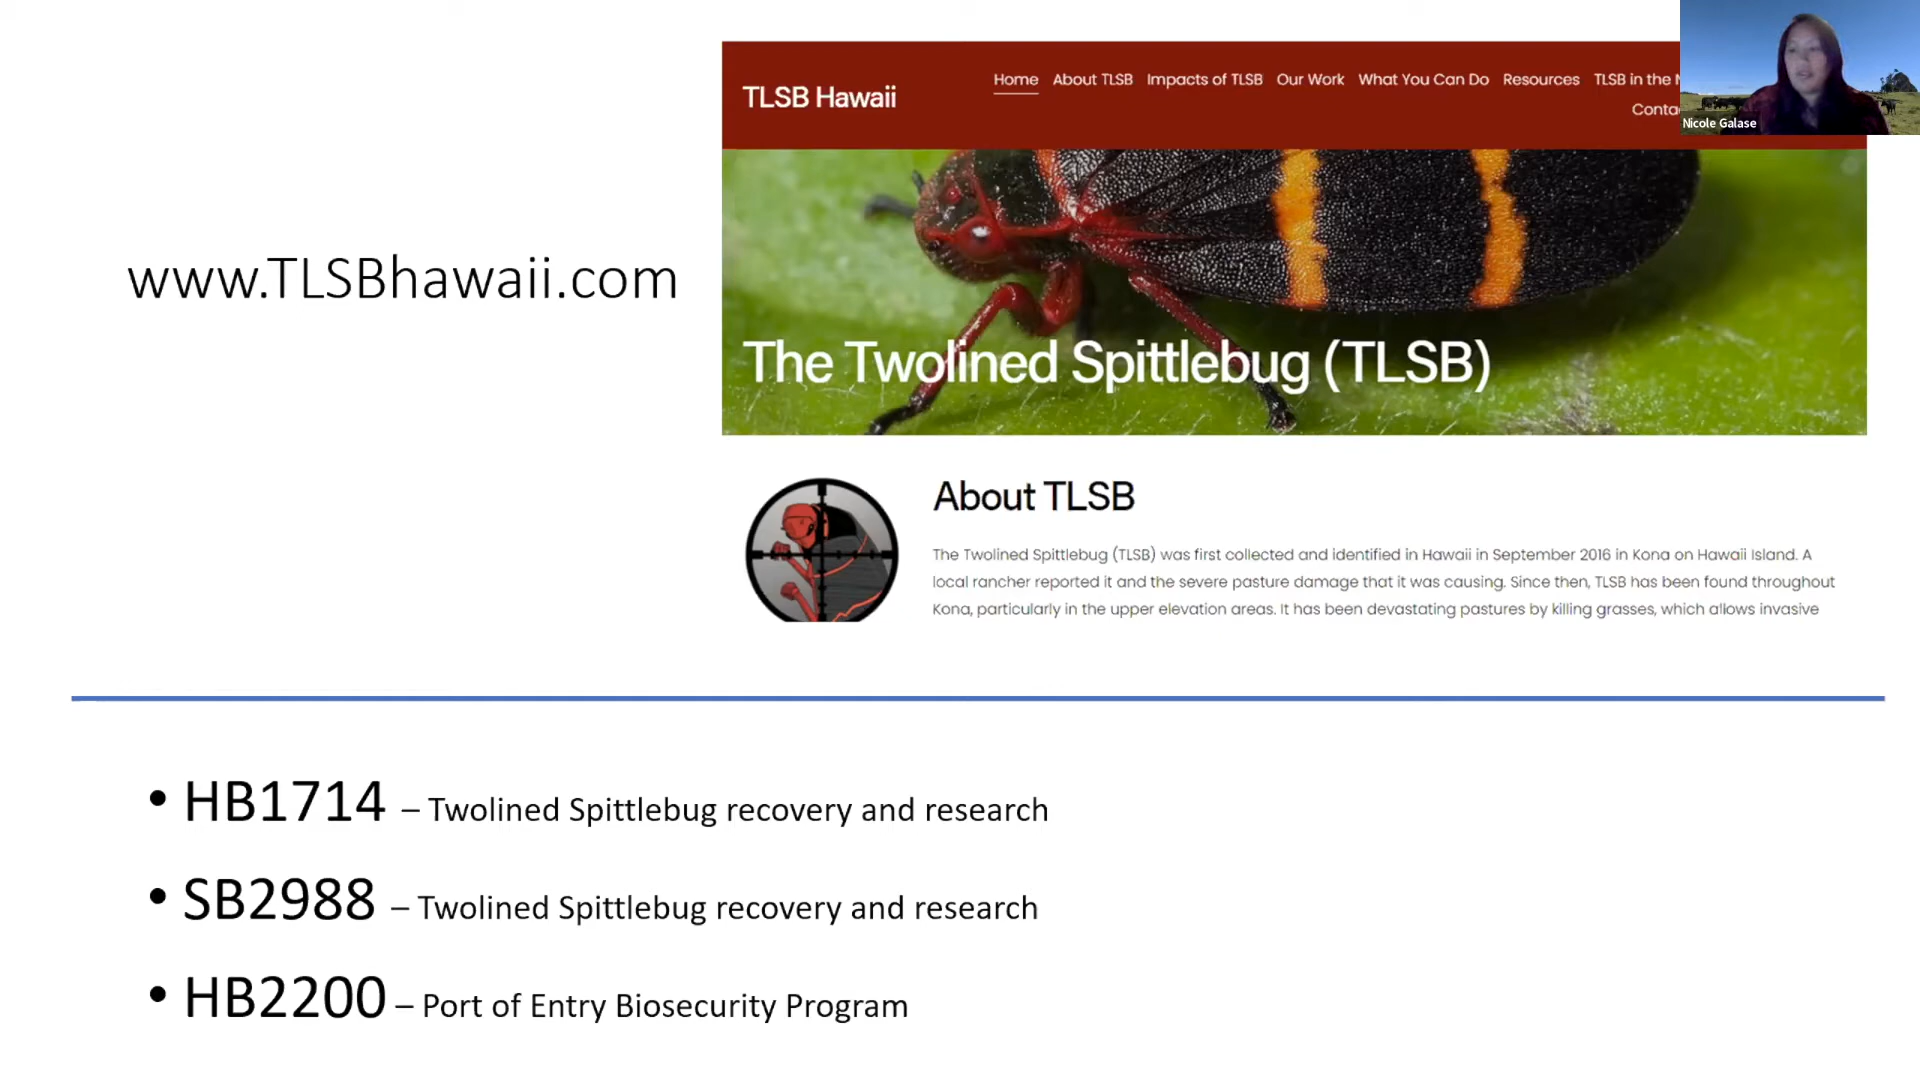 www.TLSBhawaii.com
TLSB Hawaii
Home About TLSB Impacts of TLSB Our Work What You Can Do Resources TLSB in the
Nicole Galase
The Twolined Spittlebug (TLSB)
About TLSB
The Twolined Spittlebug (TLSB) was first collected and identified in Hawaii in September 2016 in Kona on Hawaii Island. A
local rancher reported it and the severe pasture damage that it was causing. Since then, TLSB has been found throughout
Kona, particularly in the upper elevation areas. It has been devastating pastures by killing grasses, which allows invasive
• HB1714 – Twolined Spittlebug recovery and research
• SB2988 – Twolined Spittlebug recovery and research
• HB2200 – Port of Entry Biosecurity Program